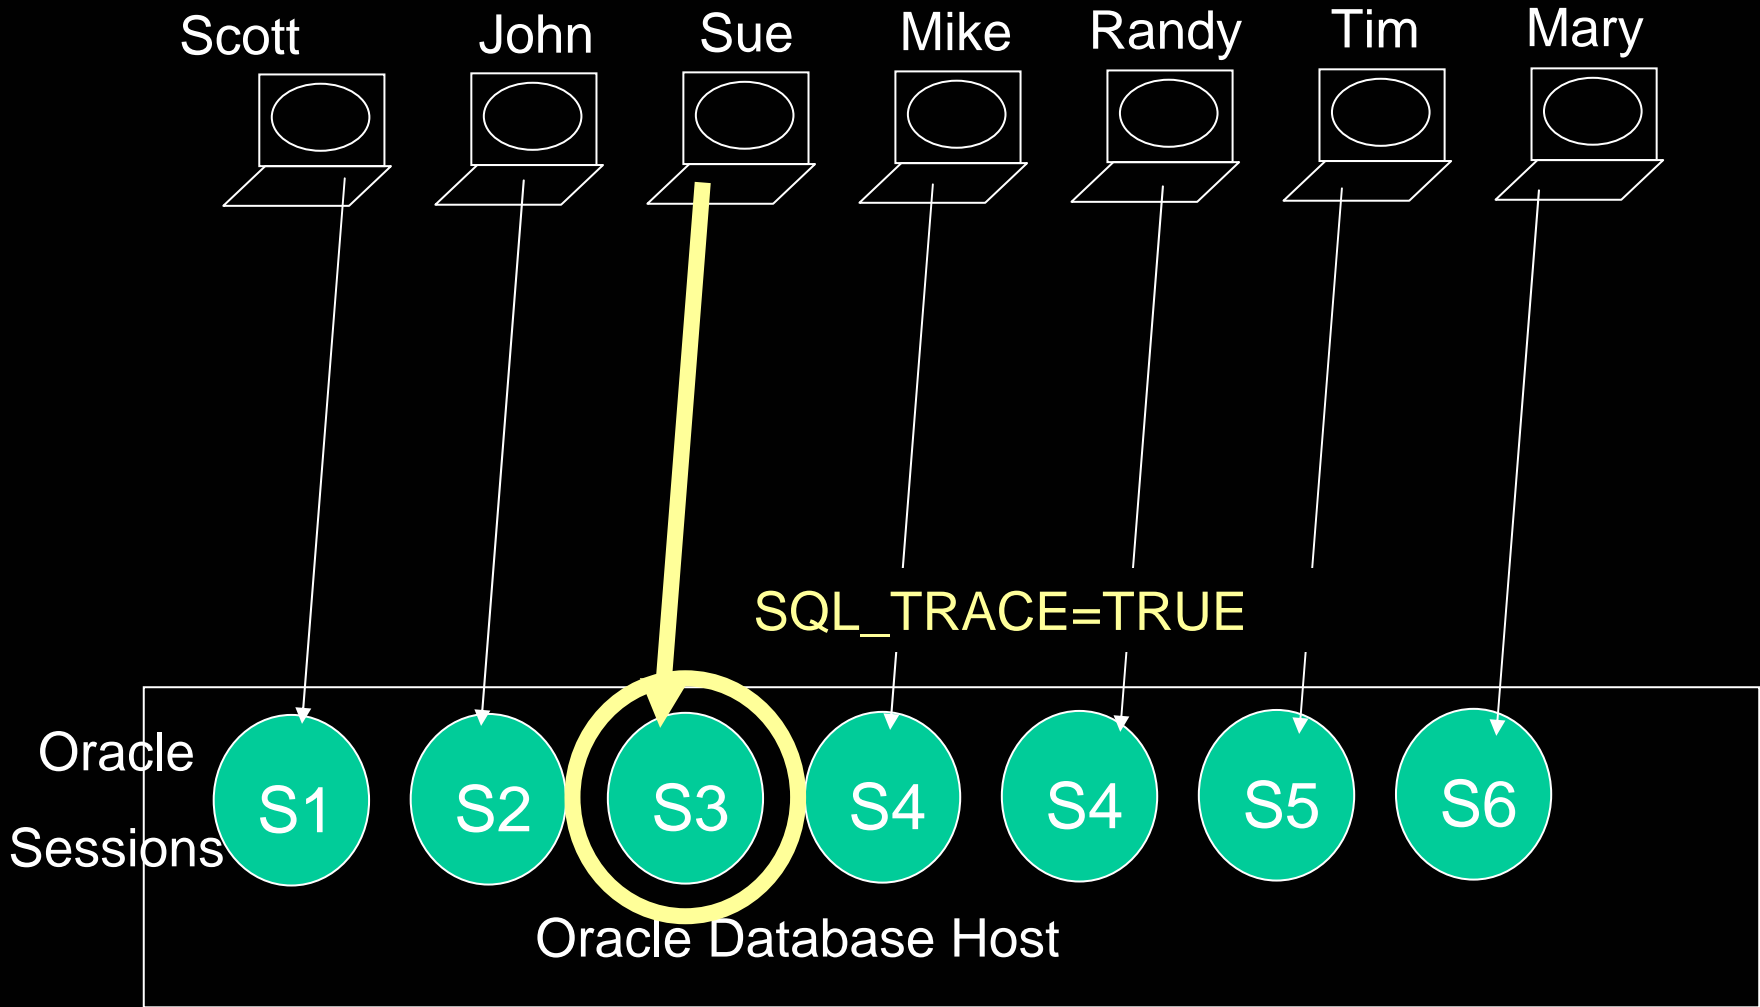 Scott
John
Sue
Mike
Randy
Tim
Mary
SQL_TRACE=TRUE
Oracle
Sessions
S1
S2
S3
S4
S4
S5
S6
Oracle Database Host